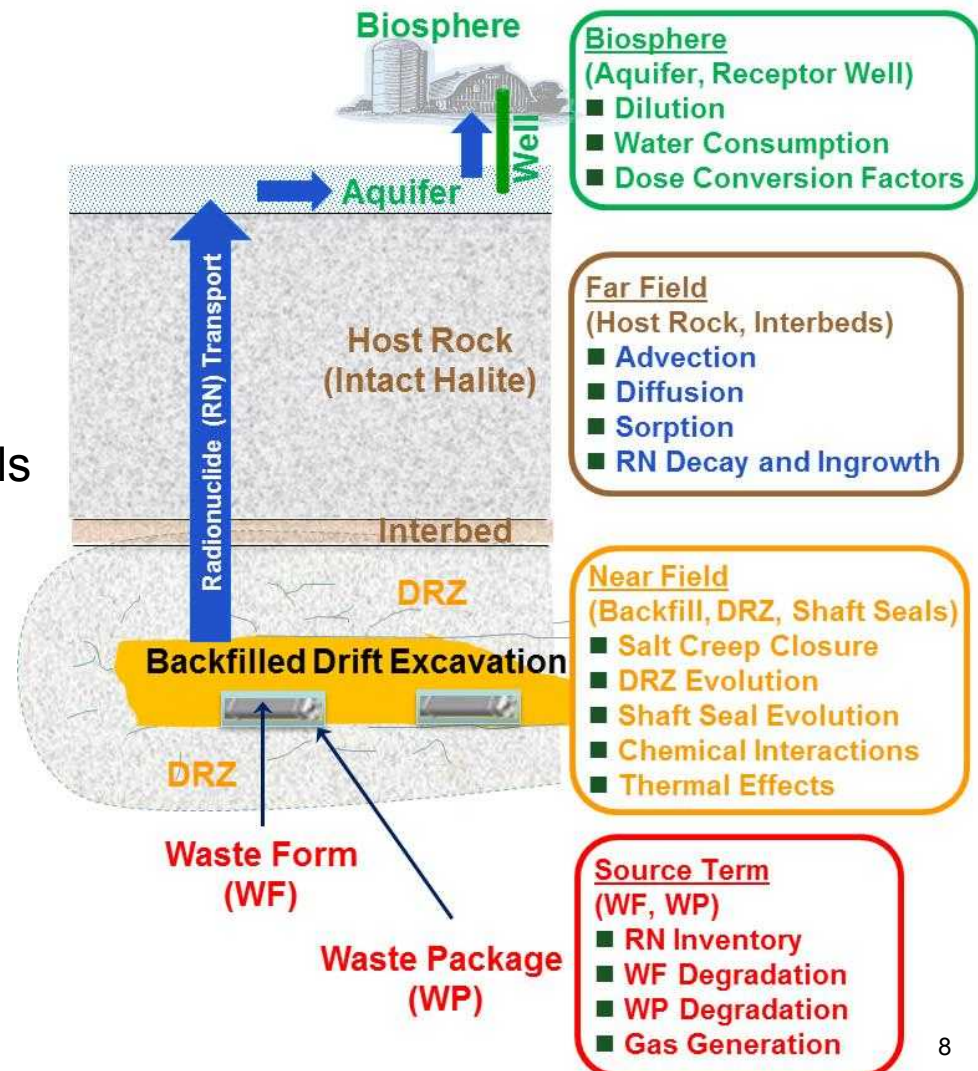 Biosphere
Well
Aquifer
Radionuclide (RN) Transport
Host Rock
(Intact Halite)
ls
Interbed
DRZ
Backfilled Drift Excavation
DRZ
Waste Form
(WF)
Waste Package
(WP)
Biosphere
(Aquifer, Receptor Well)
■ Dilution
■ Water Consumption
■ Dose Conversion Factors
Far Field
(Host Rock, Interbeds)
■ Advection
■ Diffusion
■ Sorption
■ RN Decay and Ingrowth
Near Field
(Backfill, DRZ, Shaft Seals)
■ Salt Creep Closure
■ DRZ Evolution
■ Shaft Seal Evolution
■ Chemical Interactions
■ Thermal Effects
Source Term
(WF, WP)
■ RN Inventory
■ WF Degradation
■ WP Degradation
■ Gas Generation
8